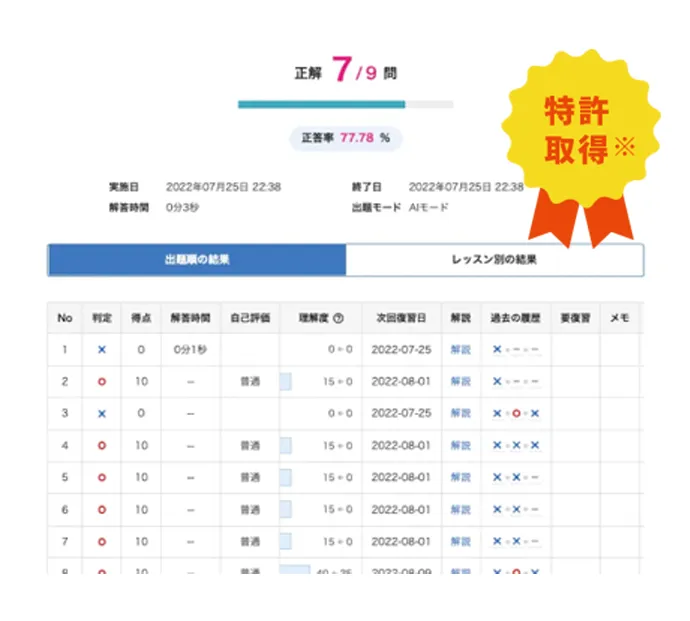 正解 7/9 問
特許
取得※
正答率 77.78 %
実施日 2022年07月25日 22:38 終了日 2022年07月25日 22:38
解答時間 0分3秒 出題モード AIモード
出題順の結果 レッスン別の結果
No 判定 得点 解答時間 自己評価 理解度 ? 次回復習日 解説 過去の履歴 要復習 メモ
1 × 0 0分1秒 0←0 2022-07-25 解説 ×←−←−
2 ○ 10 -- 普通 15←0 2022-08-01 解説 ×←−←−
3 × 0 -- 0←0 2022-07-25 解説 ×←○←×
4 ○ 10 -- 普通 15←0 2022-08-01 解説 ×←×←×
5 ○ 10 -- 普通 15←0 2022-08-01 解説 ×←×←−
6 ○ 10 -- 普通 15←0 2022-08-01 解説 ×←×←−
7 ○ 10 -- 普通 15←0 2022-08-01 解説 ×←×←−
8 ○ 10 -- 普通 40←25 2022-08-09 解説 ×←○←×